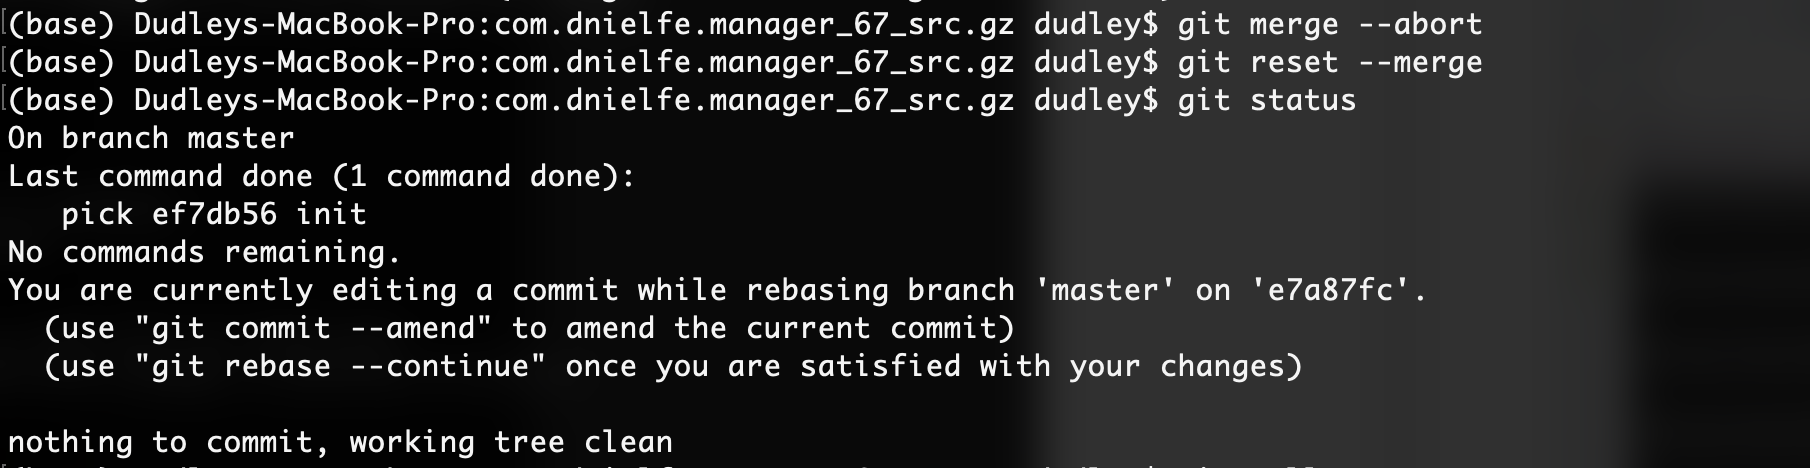 (base) Dudleys-MacBook-Pro:com.dnielfe.manager_67_src.gz dudley$ git merge --abort
(base) Dudleys-MacBook-Pro:com.dnielfe.manager_67_src.gz dudley$ git reset --merge
(base) Dudleys-MacBook-Pro:com.dnielfe.manager_67_src.gz dudley$ git status
On branch master
Last command done (1 command done):
   pick ef7db56 init
No commands remaining.
You are currently editing a commit while rebasing branch 'master' on 'e7a87fc'.
  (use "git commit --amend" to amend the current commit)
  (use "git rebase --continue" once you are satisfied with your changes)

nothing to commit, working tree clean